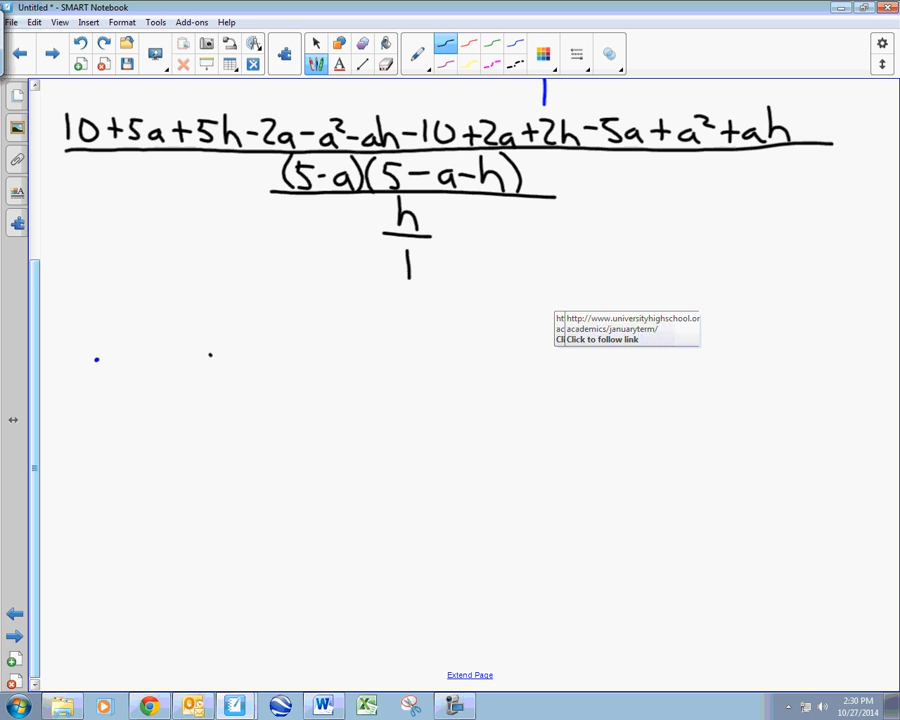 Untitled * - SMART Notebook
File Edit View Insert Format Tools Add-ons Help
10+5a+5h-2a-a²-ah-10+2a+2h-5a+a²+ah
(5-a)(5-a-h)
h
1
http://www.universityhighschool.or
academics/januaryterm/
Click to follow link
Extend Page
2:30 PM
10/27/2014